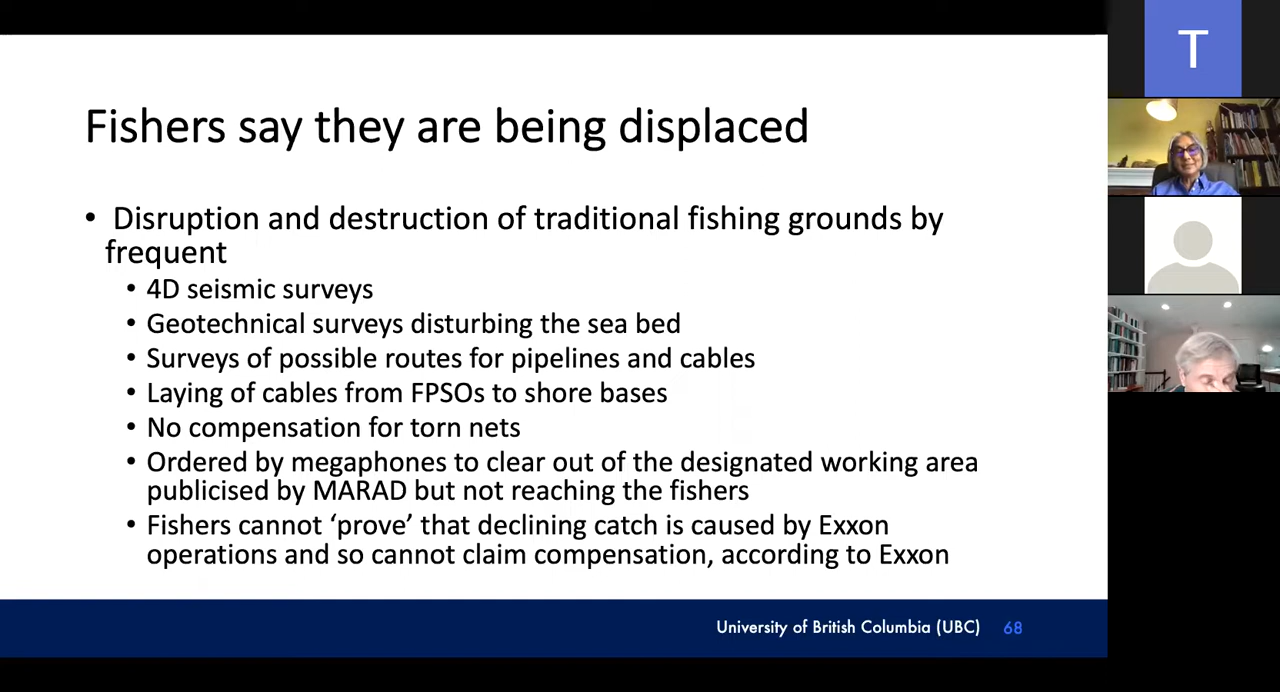 Fishers say they are being displaced
• Disruption and destruction of traditional fishing grounds by
frequent
• 4D seismic surveys
• Geotechnical surveys disturbing the sea bed
• Surveys of possible routes for pipelines and cables
• Laying of cables from FPSOs to shore bases
• No compensation for torn nets
• Ordered by megaphones to clear out of the designated working area
publicised by MARAD but not reaching the fishers
• Fishers cannot ‘prove’ that declining catch is caused by Exxon
operations and so cannot claim compensation, according to Exxon
University of British Columbia (UBC) 68
T